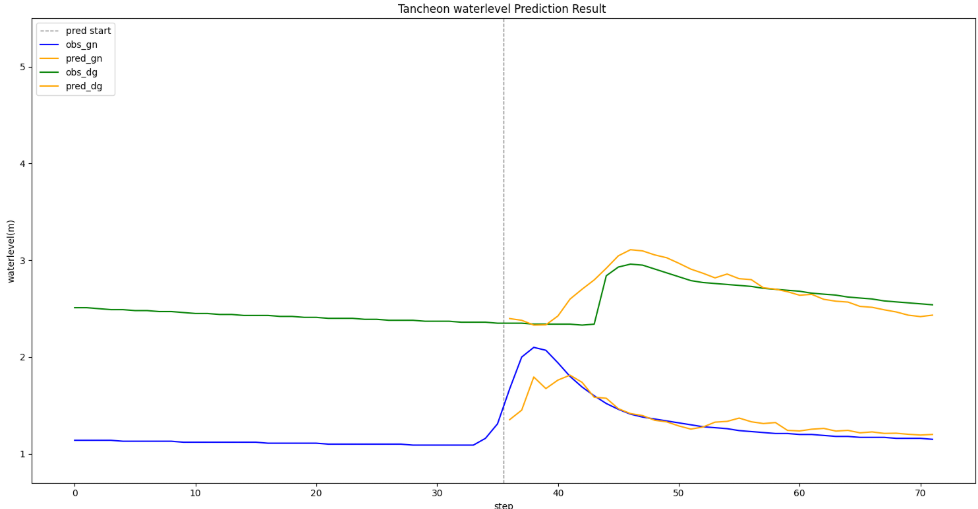 Tancheon waterlevel Prediction Result
pred start
obs_gn
pred_gn
obs_dg
pred_dg
waterlevel(m)
5
4
3
2
1
0 10 20 30 40 50 60 70
step